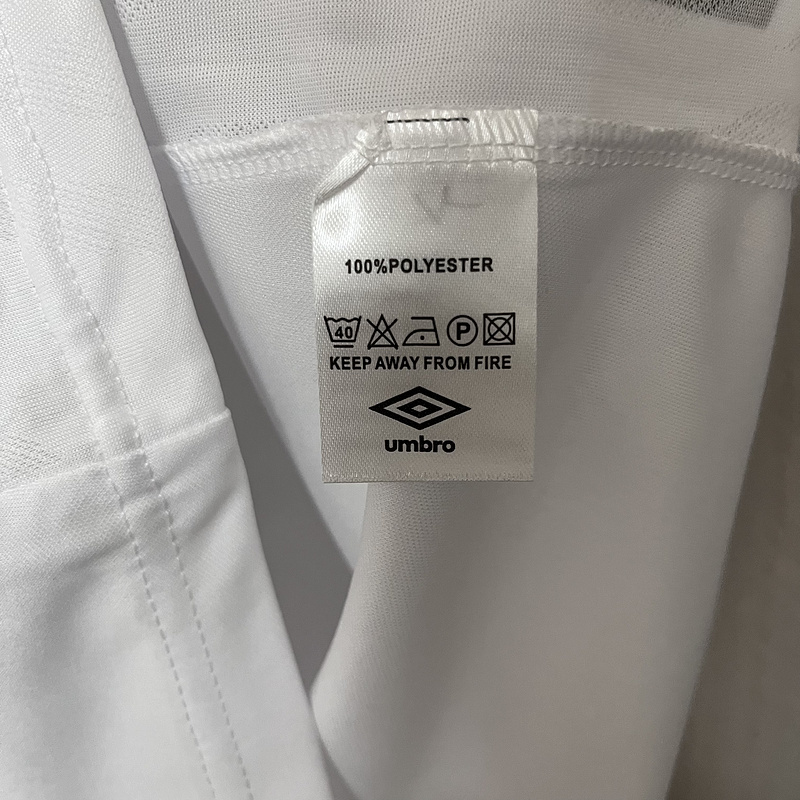 100%POLYESTER
40 P
KEEP AWAY FROM FIRE
umbro